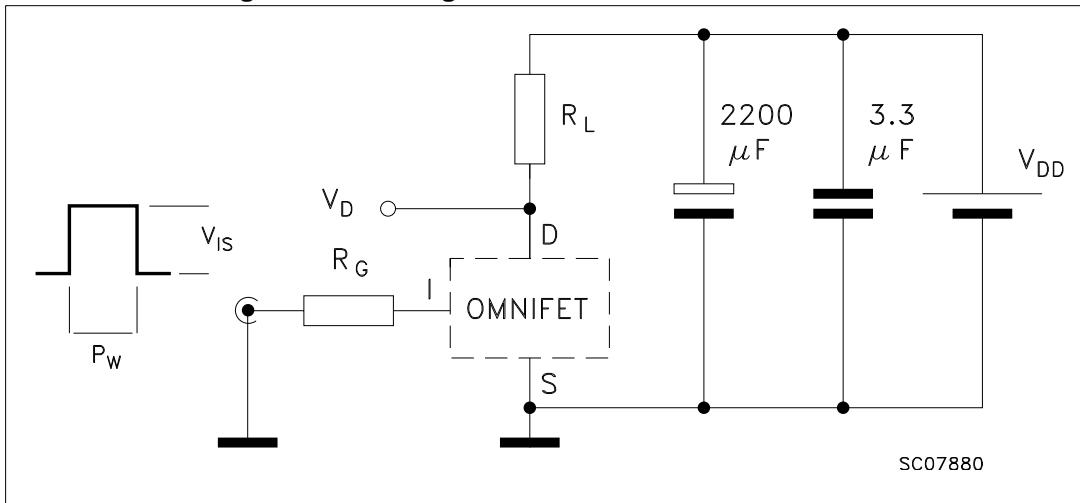 R L
2200
μF
3.3
μF
V DD
V D
D
V IS
R G
I
OMNIFET
P W
S
SC07880